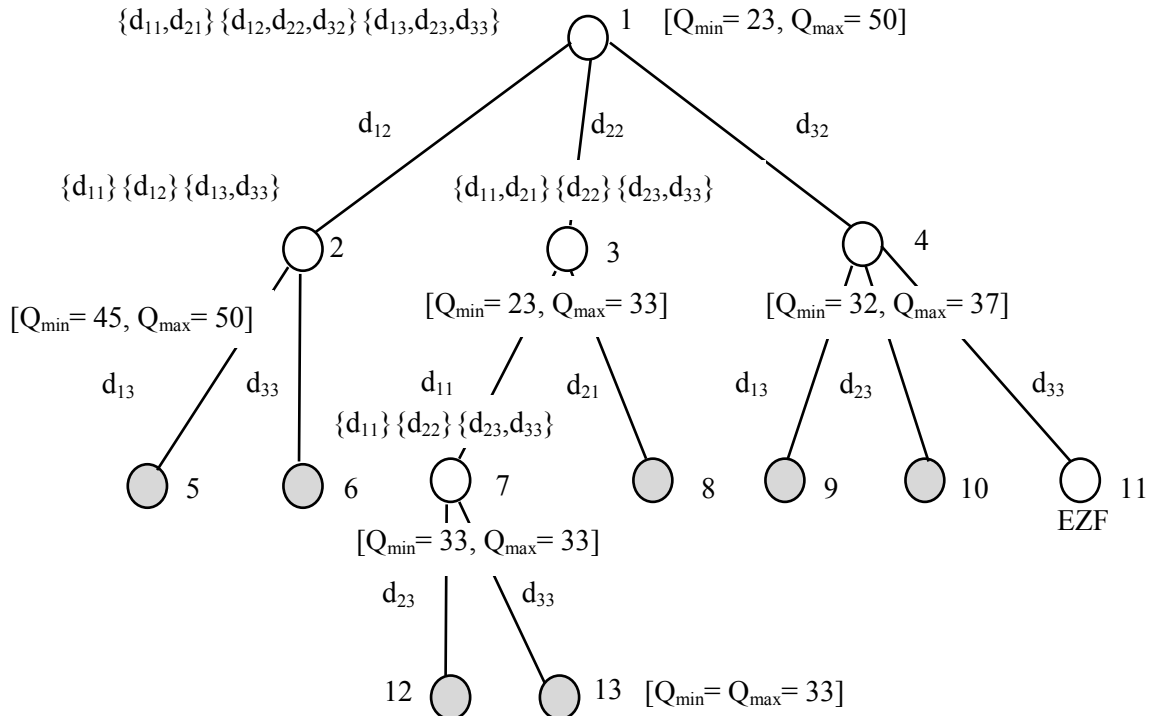 {d₁₁,d₂₁} {d₁₂,d₂₂,d₃₂} {d₁₃,d₂₃,d₃₃} 1 [Qₘᵢₙ= 23, Qₘₐₓ= 50]
d₁₂ d₂₂ d₃₂
{d₁₁} {d₁₂} {d₁₃,d₃₃} {d₁₁,d₂₁} {d₂₂} {d₂₃,d₃₃}
2 3 4
[Qₘᵢₙ= 45, Qₘₐₓ= 50] [Qₘᵢₙ= 23, Qₘₐₓ= 33] [Qₘᵢₙ= 32, Qₘₐₓ= 37]
d₁₃ d₃₃ d₁₁ d₂₁ d₁₃ d₂₃ d₃₃
{d₁₁} {d₂₂} {d₂₃,d₃₃}
5 6 7 8 9 10 11
EZF
[Qₘᵢₙ= 33, Qₘₐₓ= 33]
d₂₃ d₃₃
12 13 [Qₘᵢₙ= Qₘₐₓ= 33]